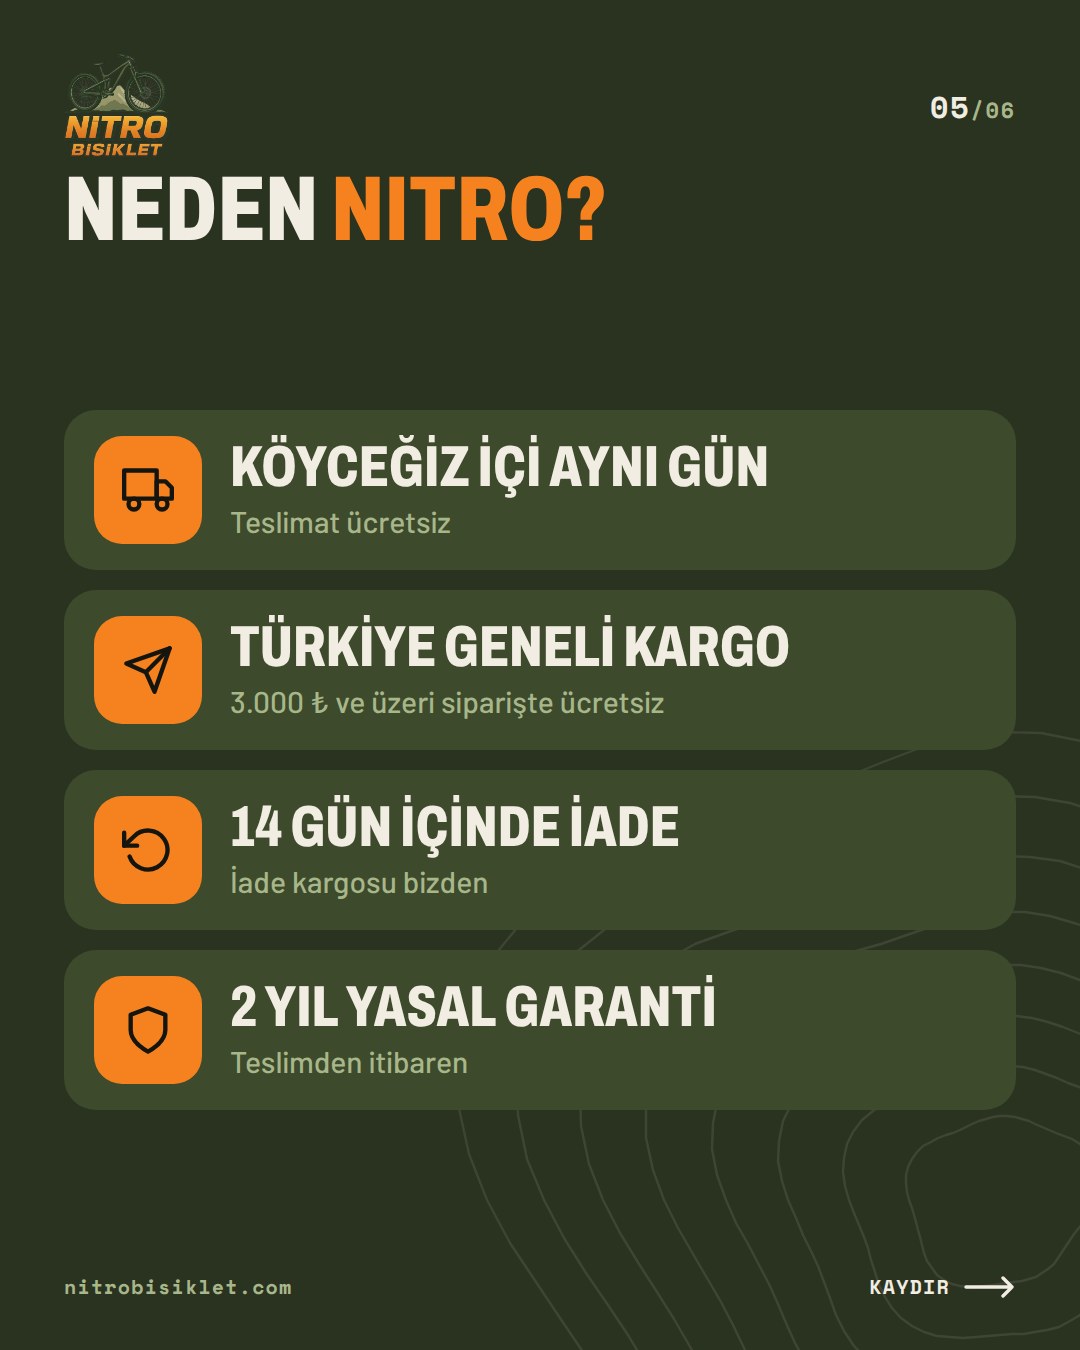 NITRO
BISIKLET
05/06
NEDEN NITRO?
KÖYCEĞİZ İÇİ AYNI GÜN
Teslimat ücretsiz
TÜRKİYE GENELİ KARGO
3.000 ₺ ve üzeri siparişte ücretsiz
14 GÜN İÇİNDE İADE
İade kargosu bizden
2 YIL YASAL GARANTİ
Teslimden itibaren
nitrobisiklet.com
KAYDIR